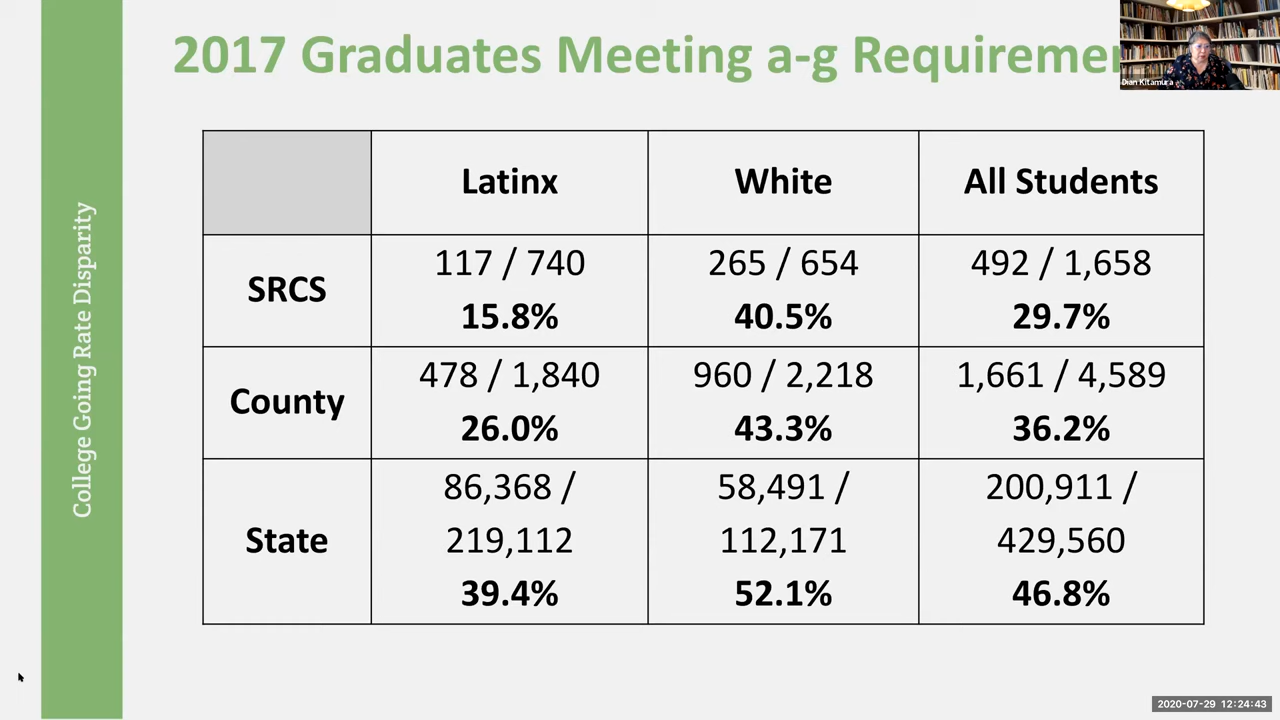 2017 Graduates Meeting a-g
Dian Kitamura
College Going Rate Disparity
Latinx White All Students
SRCS 117 / 740 265 / 654 492 / 1,658
15.8% 40.5% 29.7%
County 478 / 1,840 960 / 2,218 1,661 / 4,589
26.0% 43.3% 36.2%
State 86,368 / 58,491 / 200,911 /
219,112 112,171 429,560
39.4% 52.1% 46.8%
2020-07-29 12:24:43